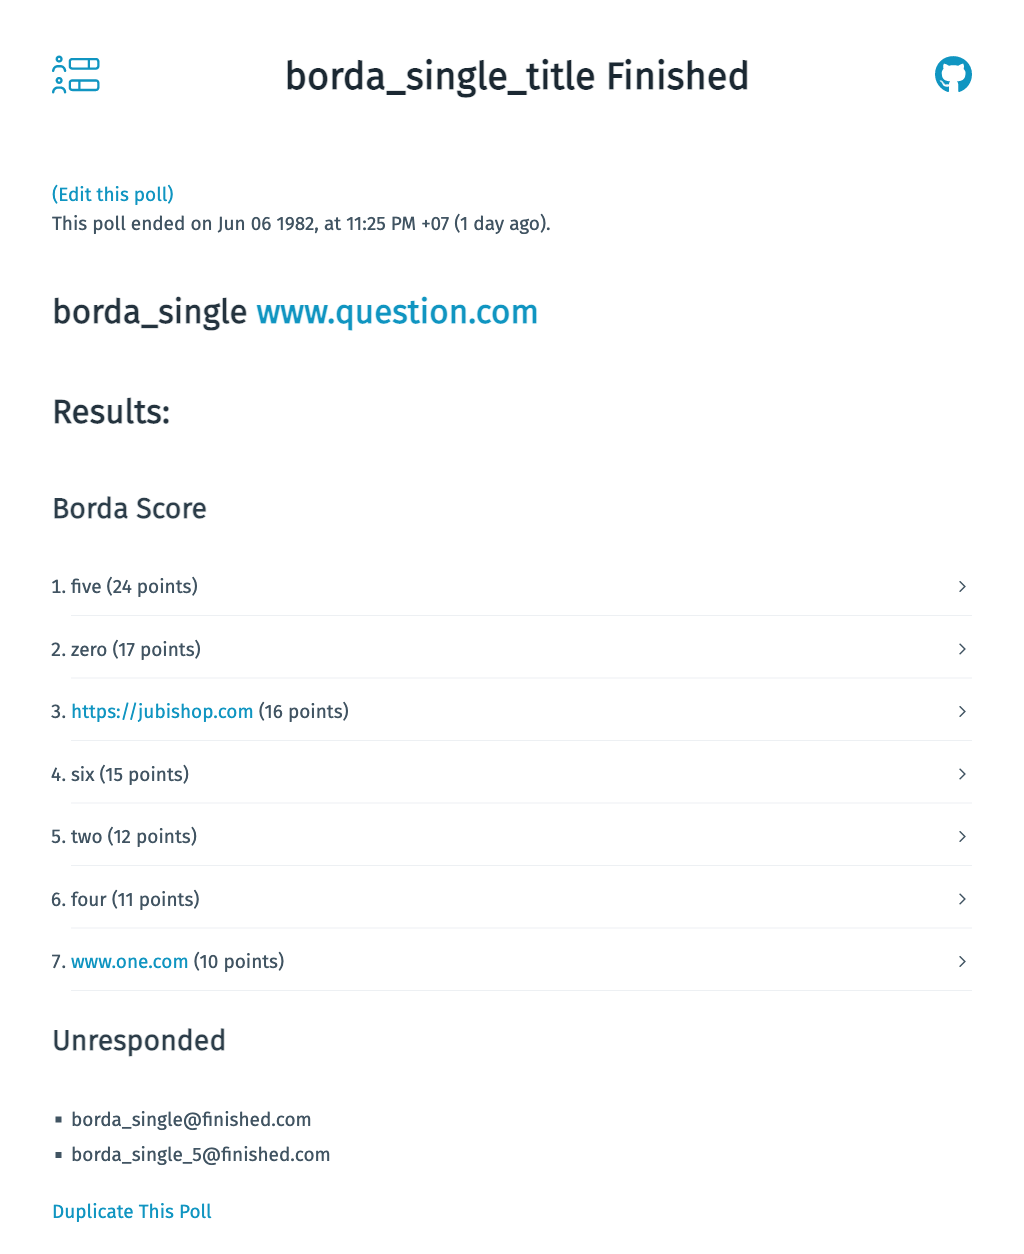 borda_single_title Finished
(Edit this poll)
This poll ended on Jun 06 1982, at 11:25 PM +07 (1 day ago).
borda_single www.question.com
Results:
Borda Score
1. five (24 points)
2. zero (17 points)
3. https://jubishop.com (16 points)
4. six (15 points)
5. two (12 points)
6. four (11 points)
7. www.one.com (10 points)
Unresponded
▪ borda_single@finished.com
▪ borda_single_5@finished.com
Duplicate This Poll